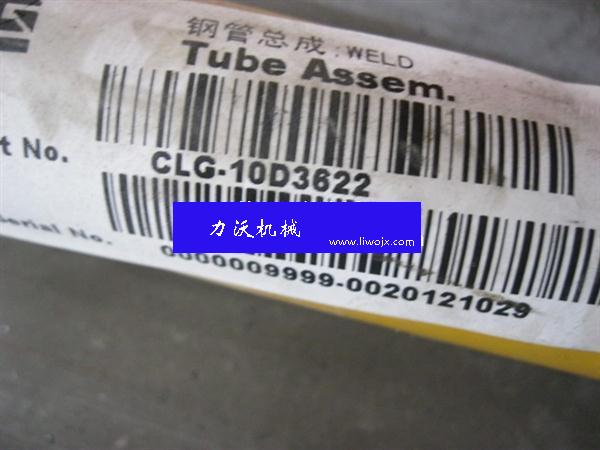 钢管总成;WELD
Tube Assem.
t No. CLG-10D3622
erial No.
力沃机械
www.liwojx.com
0000009999-0020121029